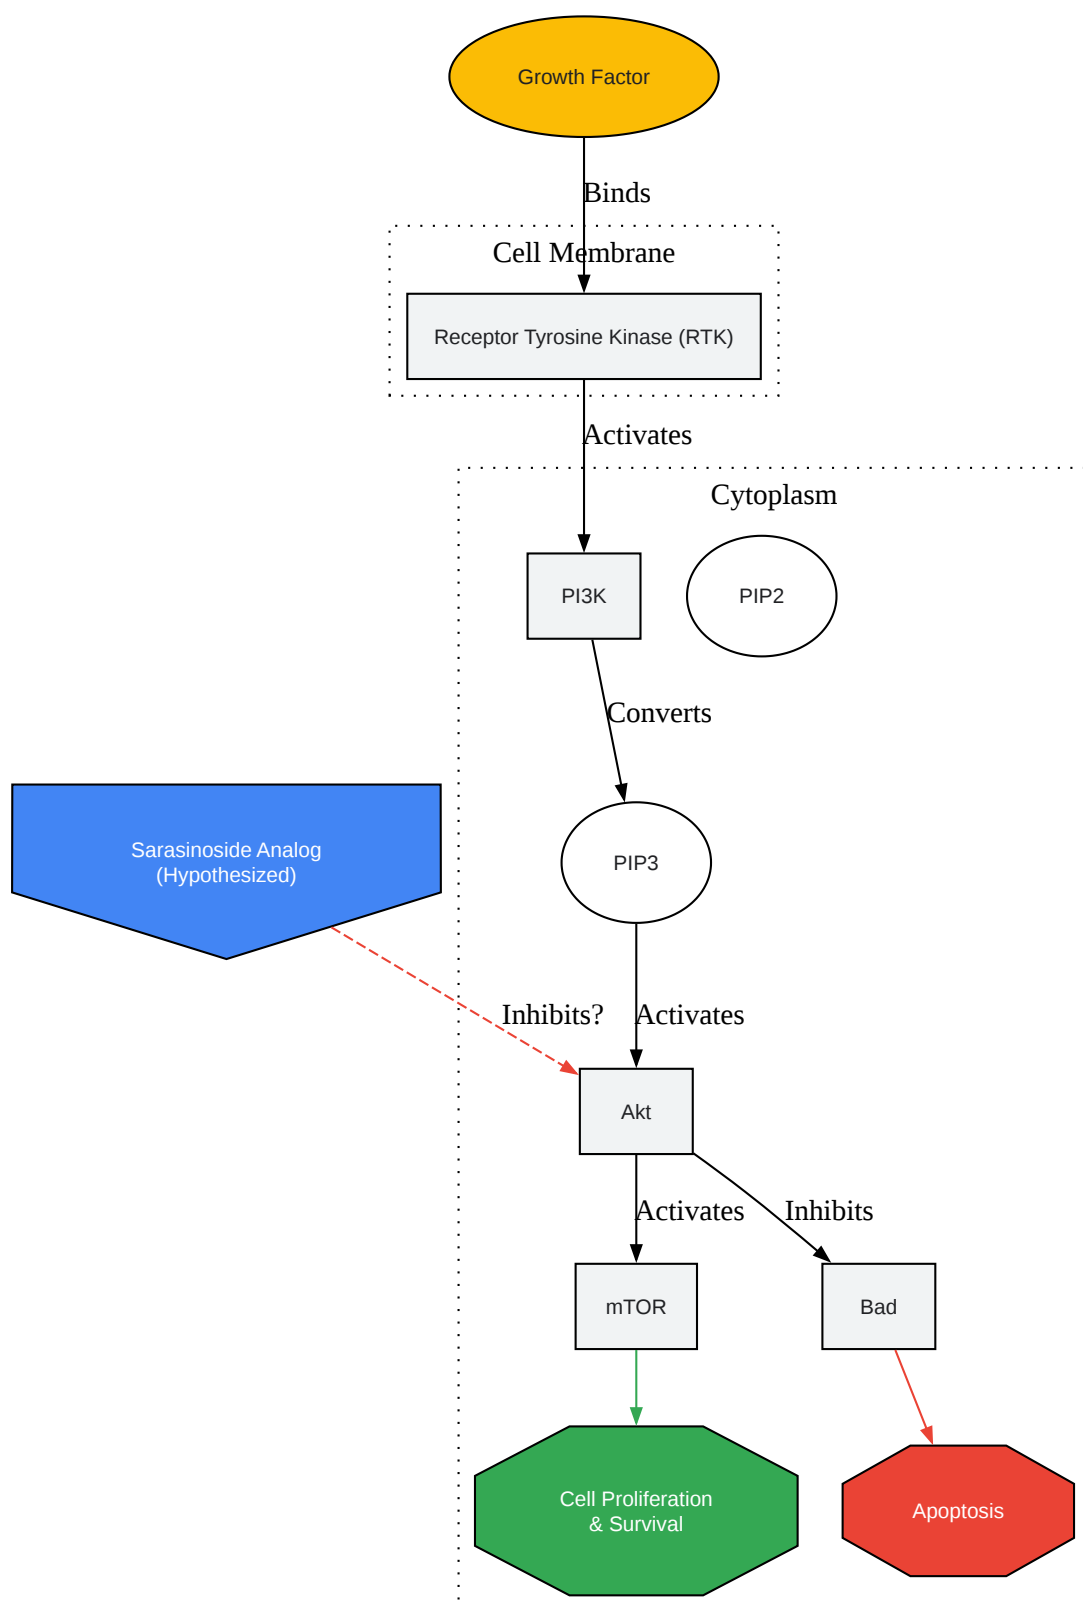 Growth Factor
Binds
Cell Membrane
Receptor Tyrosine Kinase (RTK)
Activates
Cytoplasm
PI3K
PIP2
Converts
Sarasinoside Analog
(Hypothesized)
PIP3
Inhibits?
Activates
Akt
Activates
Inhibits
mTOR
Bad
Cell Proliferation
& Survival
Apoptosis